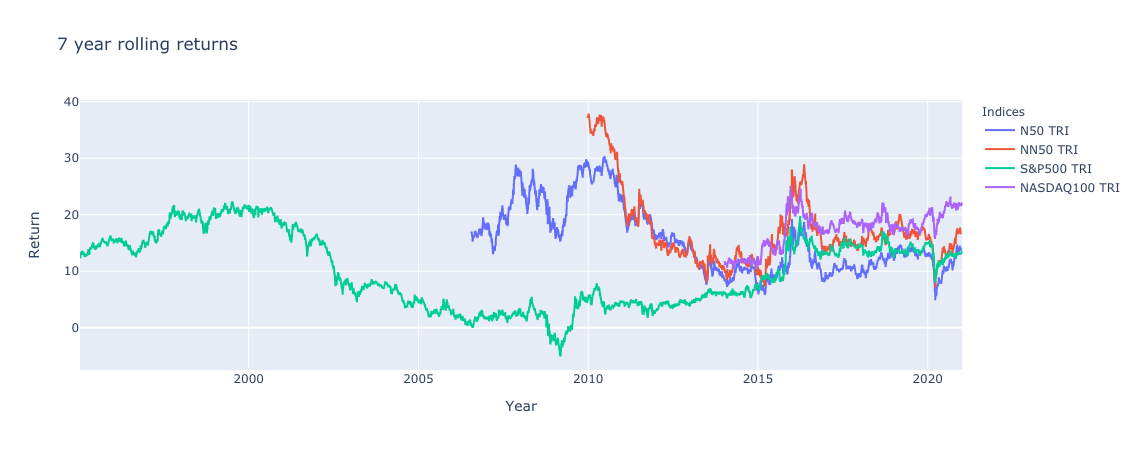 7 year rolling returns
Indices
N50 TRI
NN50 TRI
S&P500 TRI
NASDAQ100 TRI
Return
40
30
20
10
0
2000 2005 2010 2015 2020
Year